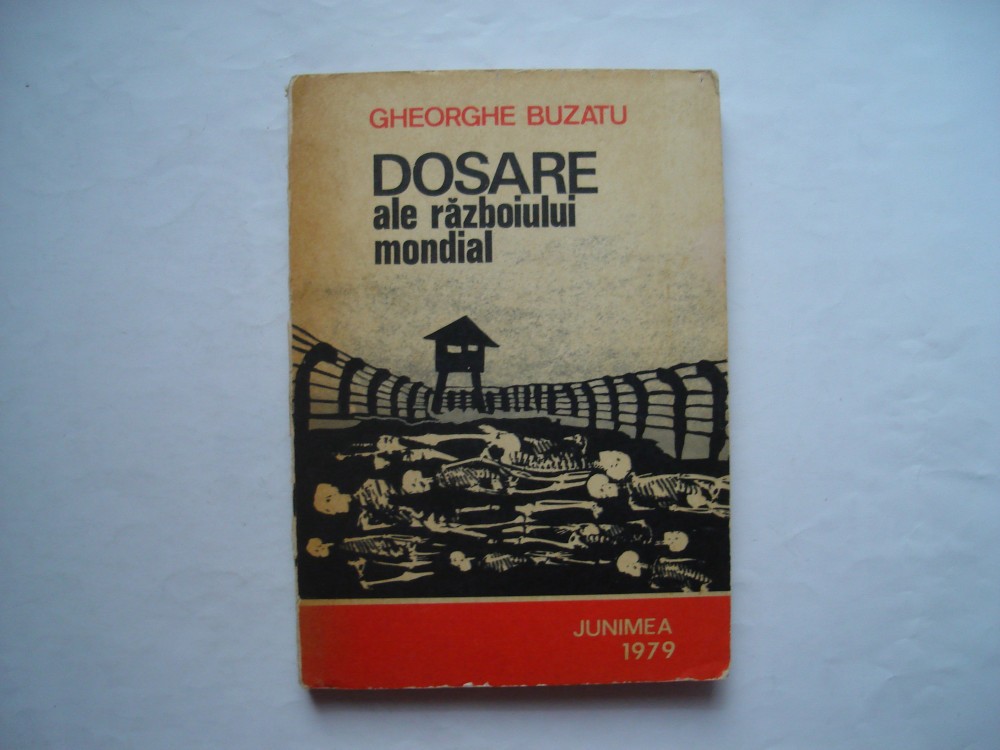 GHEORGHE BUZATU
DOSARE
ale războiului
mondial
JUNIMEA
1979